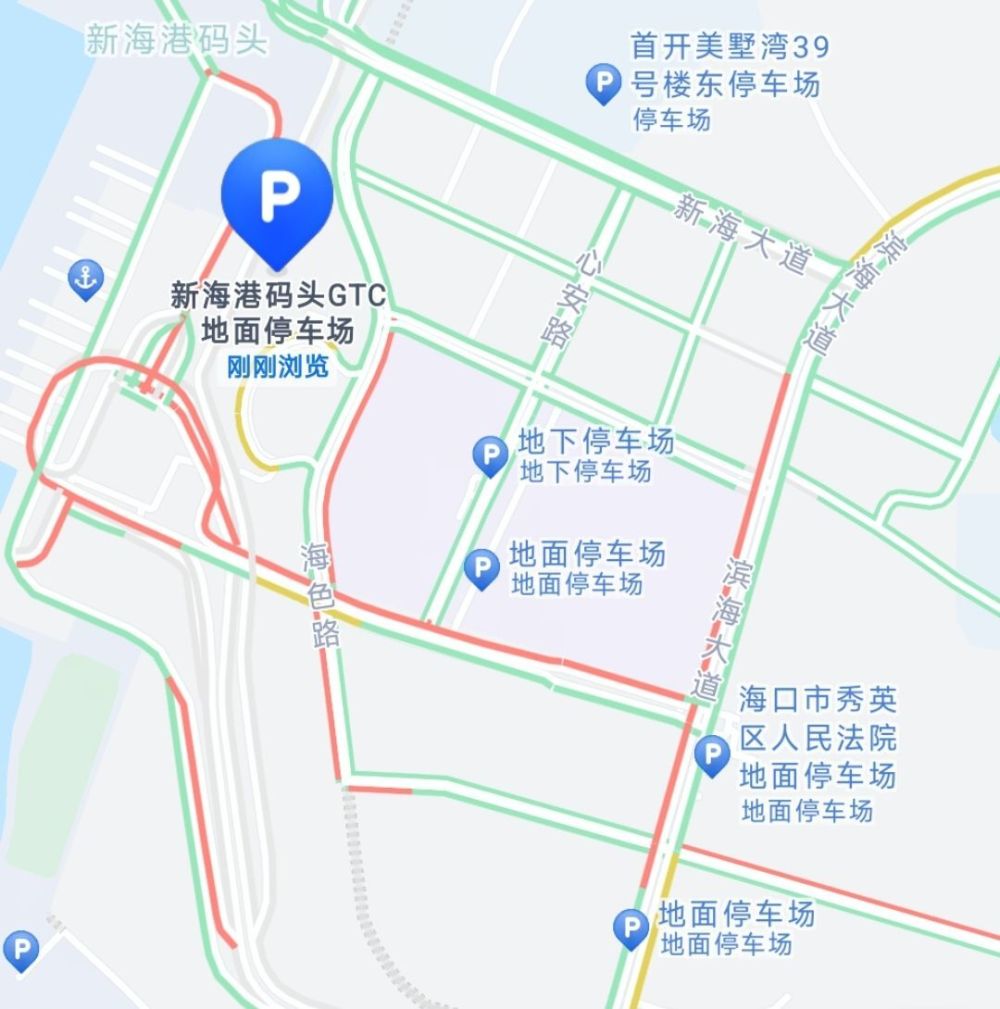 新海港码头
首开美墅湾39
号楼东停车场
停车场
P
P
新海大道
滨海大道
心安路
新海港码头GTC
地面停车场
刚刚浏览
P
地下停车场
地下停车场
P
地面停车场
地面停车场
海色路
滨海大道
海口市秀英
区人民法院
地面停车场
地面停车场
P
P
地面停车场
地面停车场
P